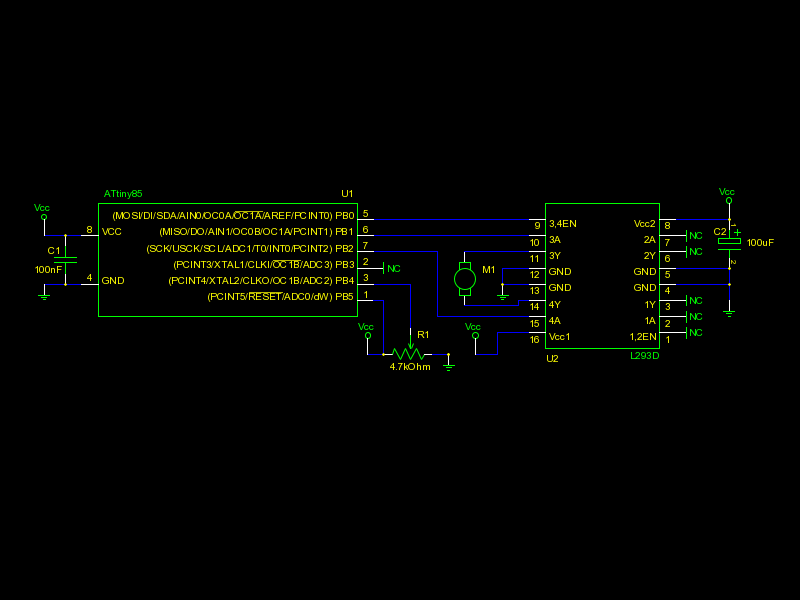 ATtiny85 U1
Vcc
8 VCC
C1
100nF
4 GND
(MOSI/DI/SDA/AIN0/OC0A/OC1A/AREF/PCINT0) PB0 5
(MISO/DO/AIN1/OC0B/OC1A/PCINT1) PB1 6
(SCK/USCK/SCL/ADC1/T0/INT0/PCINT2) PB2 7
(PCINT3/XTAL1/CLKI/OC1B/ADC3) PB3 2 NC
(PCINT4/XTAL2/CLKO/OC1B/ADC2) PB4 3
(PCINT5/RESET/ADC0/dW) PB5 1
Vcc
R1
4.7kOhm
Vcc
M1
9 3,4EN
10 3A
11 3Y
12 GND
13 GND
14 4Y
15 4A
16 Vcc1
Vcc2 8
2A 7 NC
2Y 6 NC
GND 5
GND 4
1Y 3 NC
1A 2 NC
1,2EN 1 NC
U2 L293D
Vcc
1
C2 +
100uF
2